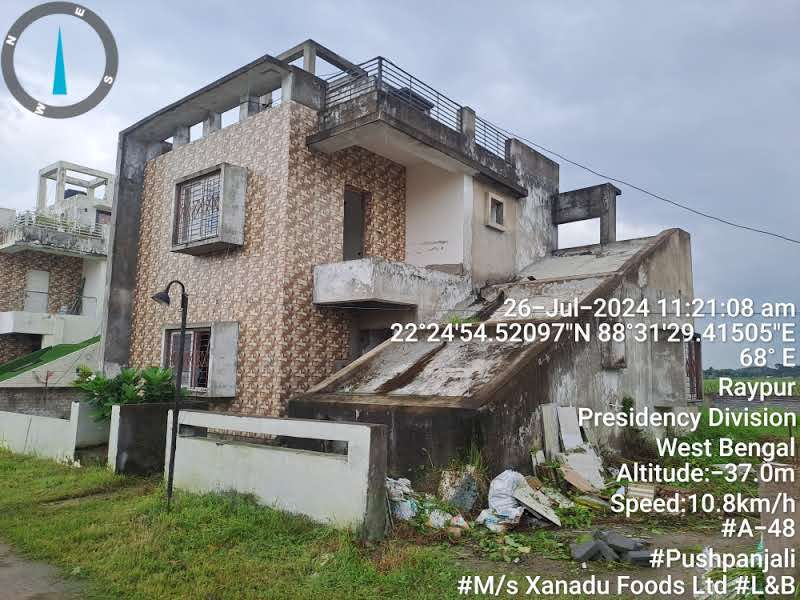 N
E
S
W
26-Jul-2024 11:21:08 am
22°24'54.52097"N 88°31'29.41505"E
68° E
Raypur
Presidency Division
West Bengal
Altitude:-37.0m
Speed:10.8km/h
#A-48
#Pushpanjali
#M/s Xanadu Foods Ltd #L&B